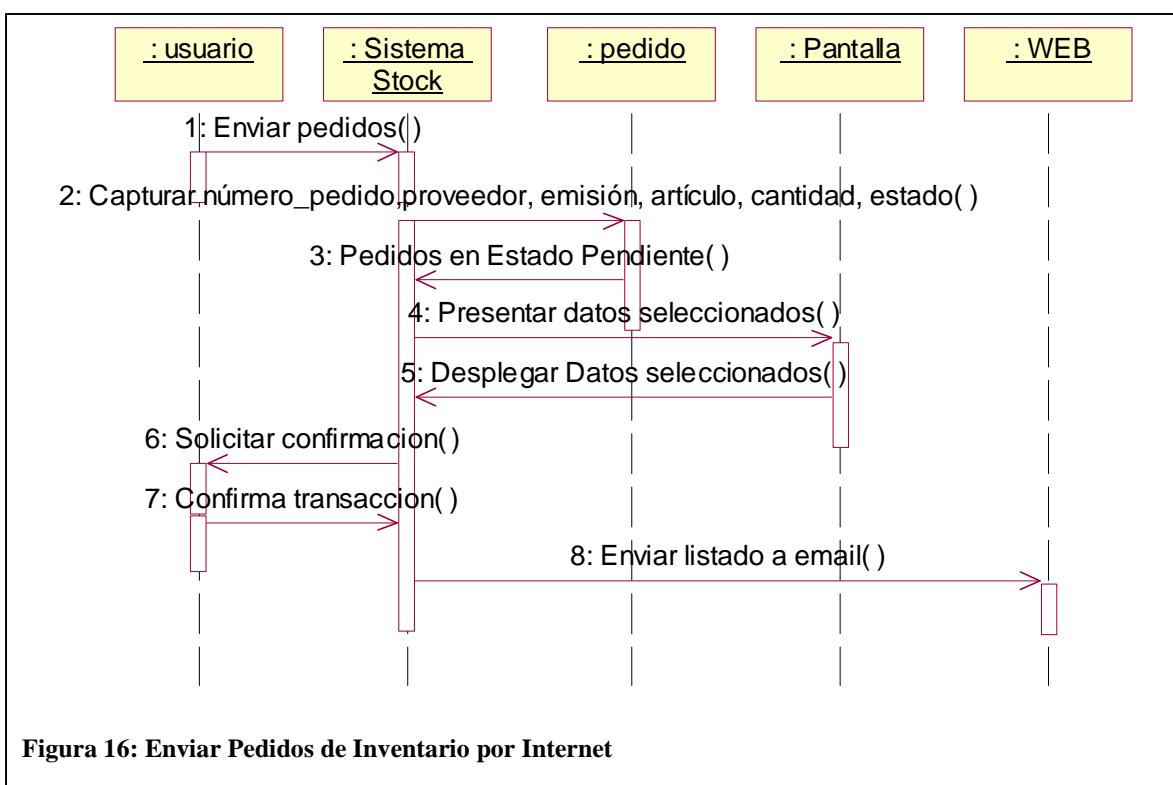 : usuario
: Sistema
Stock
: pedido
: Pantalla
: WEB
1: Enviar pedidos( )
2: Capturar número_pedido,proveedor, emisión, artículo, cantidad, estado( )
3: Pedidos en Estado Pendiente( )
4: Presentar datos seleccionados( )
5: Desplegar Datos seleccionados( )
6: Solicitar confirmacion( )
7: Confirma transaccion( )
8: Enviar listado a email( )
Figura 16: Enviar Pedidos de Inventario por Internet